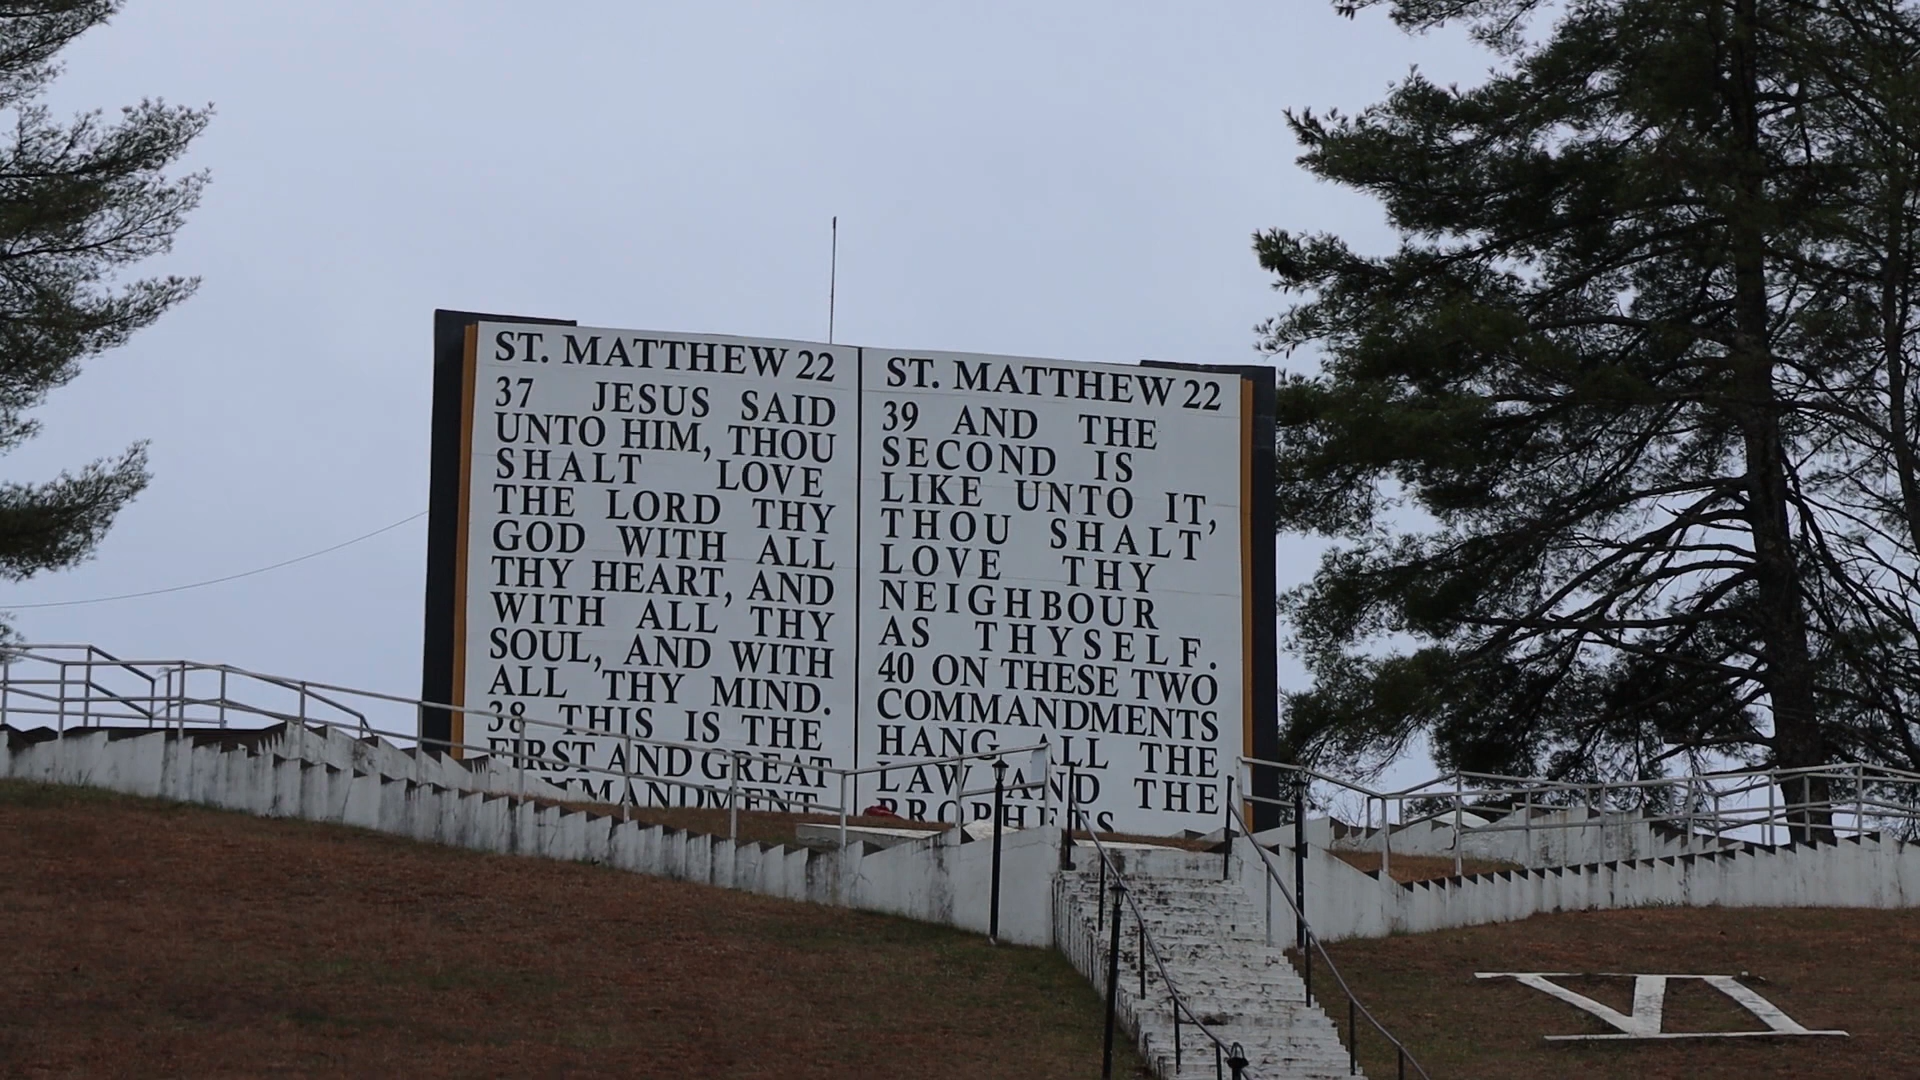 ST. MATTHEW 22
37 JESUS SAID
UNTO HIM, THOU
SHALT LOVE
THE LORD THY
GOD WITH ALL
THY HEART, AND
WITH ALL THY
SOUL, AND WITH
ALL THY MIND.
38 THIS IS THE
FIRST AND GREAT
COMMANDMENT
ST. MATTHEW 22
39 AND THE
SECOND IS
LIKE UNTO IT,
THOU SHALT'
LOVE THY
NEIGHBOUR
AS THYSELF.
40 ON THESE TWO
COMMANDMENTS
HANG ALL THE
LAW AND THE
PROPHETS
VI